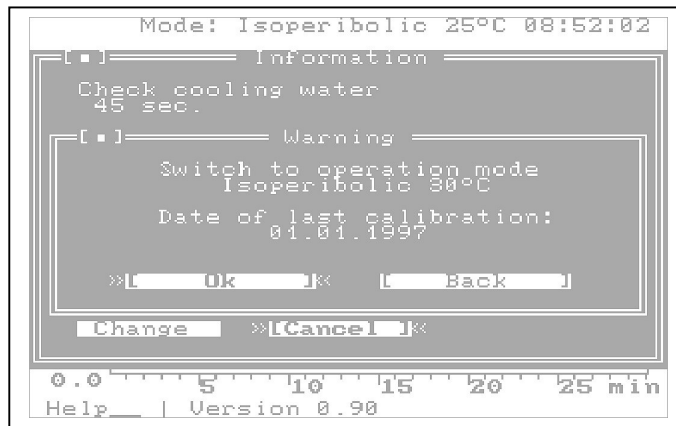 Mode: Isoperibolic 25°C 08:52:02
[▪] Information
Check cooling water
45 sec.
[▪] Warning
Switch to operation mode
Isoperibolic 30°C
Date of last calibration:
01.01.1997
»[ Ok ]« [ Back ]
Change »[Cancel ]«
0.0 5 10 15 20 25 min
Help__ | Version 0.90